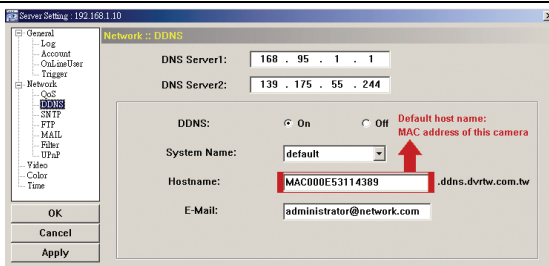 Server Setting : 192.168.1.10
General
Log
Account
OnLineUser
Trigger
Network
QoS
DDNS
SNTP
FTP
MAIL
Filter
UPnP
Video
Color
Time
OK
Cancel
Apply
Network :: DDNS
DNS Server1: 168 . 95 . 1 . 1
DNS Server2: 139 . 175 . 55 . 244
DDNS: On Off
Default host name:
MAC address of this camera
System Name: default
Hostname: MAC000E53114389 .ddns.dvrtw.com.tw
E-Mail: administrator@network.com